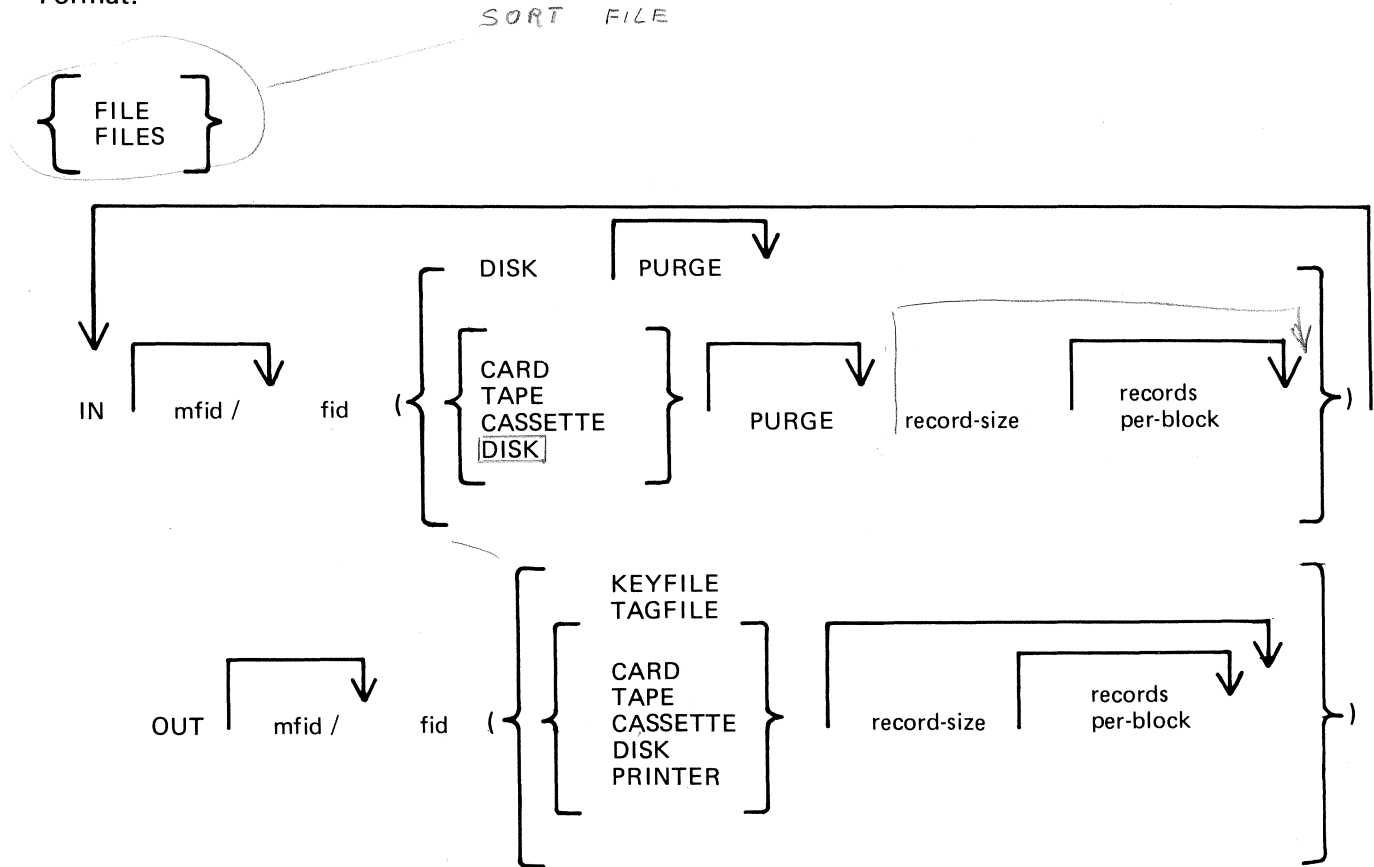 Format:
SORT FILE
FILE
FILES
DISK PURGE
CARD
TAPE
CASSETTE
DISK
IN mfid / fid ( PURGE record-size records per-block )
KEYFILE
TAGFILE
CARD
TAPE
CASSETTE
DISK
PRINTER
OUT mfid / fid ( record-size records per-block )